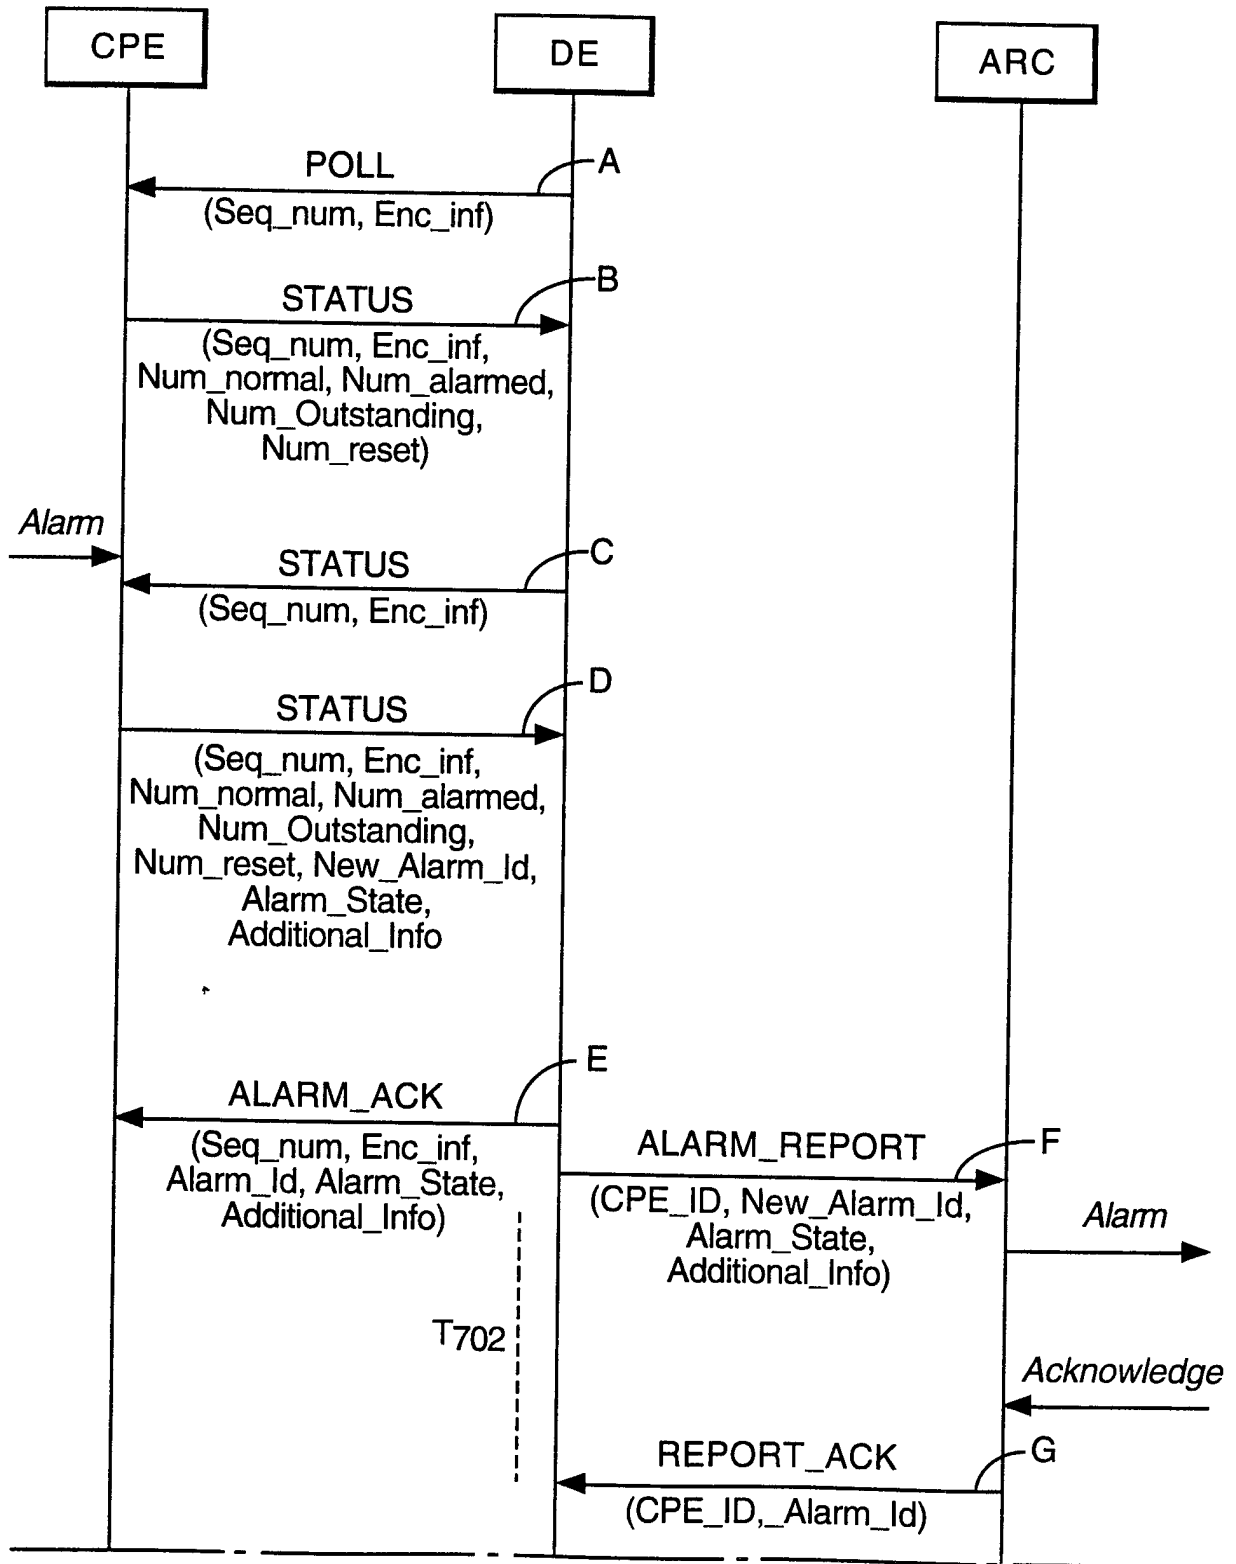 CPE
DE
ARC
POLL
A
(Seq_num, Enc_inf)
B
STATUS
(Seq_num, Enc_inf,
Num_normal, Num_alarmed,
Num_Outstanding,
Num_reset)
Alarm
C
STATUS
(Seq_num, Enc_inf)
D
STATUS
(Seq_num, Enc_inf,
Num_normal, Num_alarmed,
Num_Outstanding,
Num_reset, New_Alarm_Id,
Alarm_State,
Additional_Info
E
ALARM_ACK
(Seq_num, Enc_inf,
Alarm_Id, Alarm_State,
Additional_Info)
ALARM_REPORT
F
(CPE_ID, New_Alarm_Id,
Alarm_State,
Additional_Info)
Alarm
T702
Acknowledge
REPORT_ACK
G
(CPE_ID,_Alarm_Id)